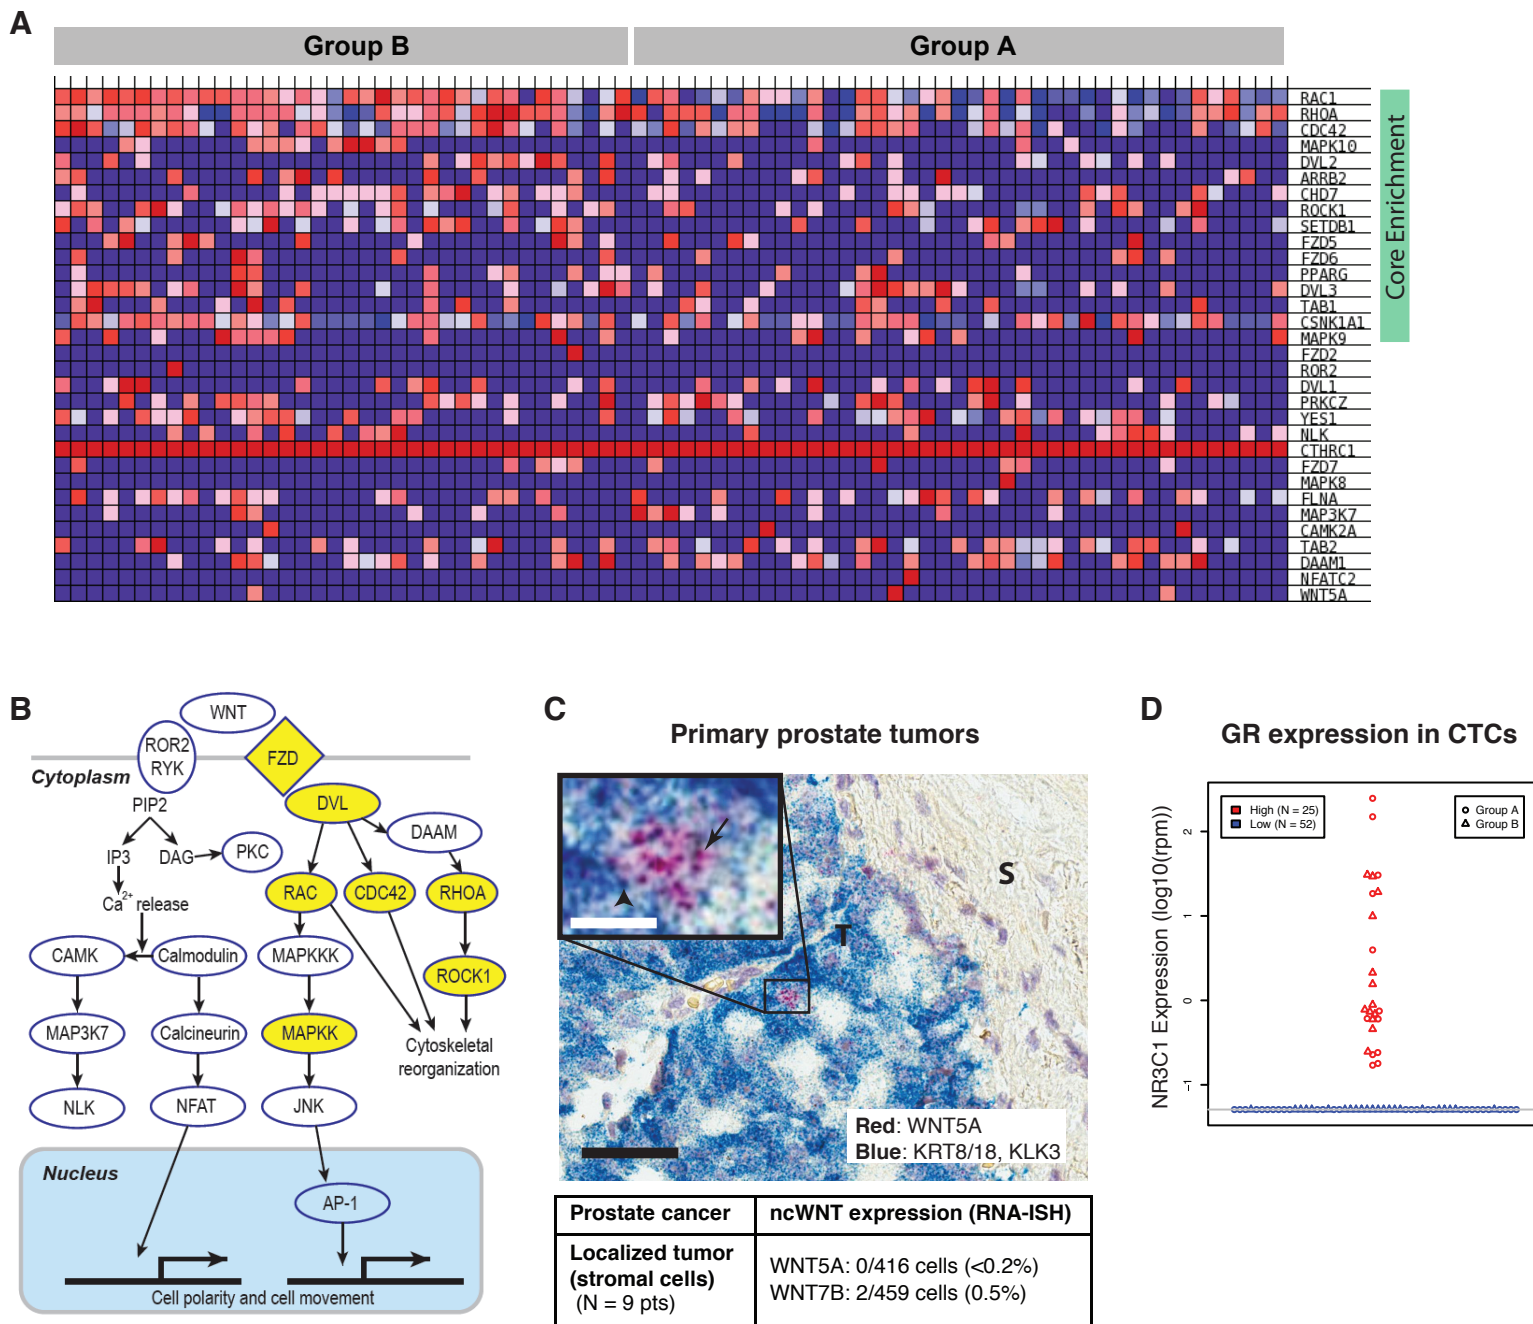 A
Group B
Group A
RAC1
RHOA
CDC42
MAPK10
DVL2
ARRB2
CHD7
ROCK1
SETDB1
FZD5
FZD6
PPARG
DVL3
TAB1
CSNK1A1
MAPK9
FZD2
ROR2
DVL1
PRKCZ
YES1
NLK
CTHRC1
FZD7
MAPK8
FLNA
MAP3K7
CAMK2A
TAB2
DAAM1
NFATC2
WNT5A
Core Enrichment
B
WNT
ROR2
RYK
FZD
Cytoplasm
PIP2
DVL
DAAM
IP3
DAG
PKC
RAC
CDC42
RHOA
Ca2+ release
CAMK
Calmodulin
MAPKKK
ROCK1
MAP3K7
Calcineurin
MAPKK
Cytoskeletal
reorganization
NLK
NFAT
JNK
Nucleus
AP-1
Cell polarity and cell movement
C
Primary prostate tumors
S
T
Red: WNT5A
Blue: KRT8/18, KLK3
Prostate cancer
ncWNT expression (RNA-ISH)
Localized tumor
(stromal cells)
(N = 9 pts)
WNT5A: 0/416 cells (<0.2%)
WNT7B: 2/459 cells (0.5%)
D
GR expression in CTCs
High (N = 25)
Low (N = 52)
Group A
Group B
NR3C1 Expression (log10(rpm))
2
1
0
−1